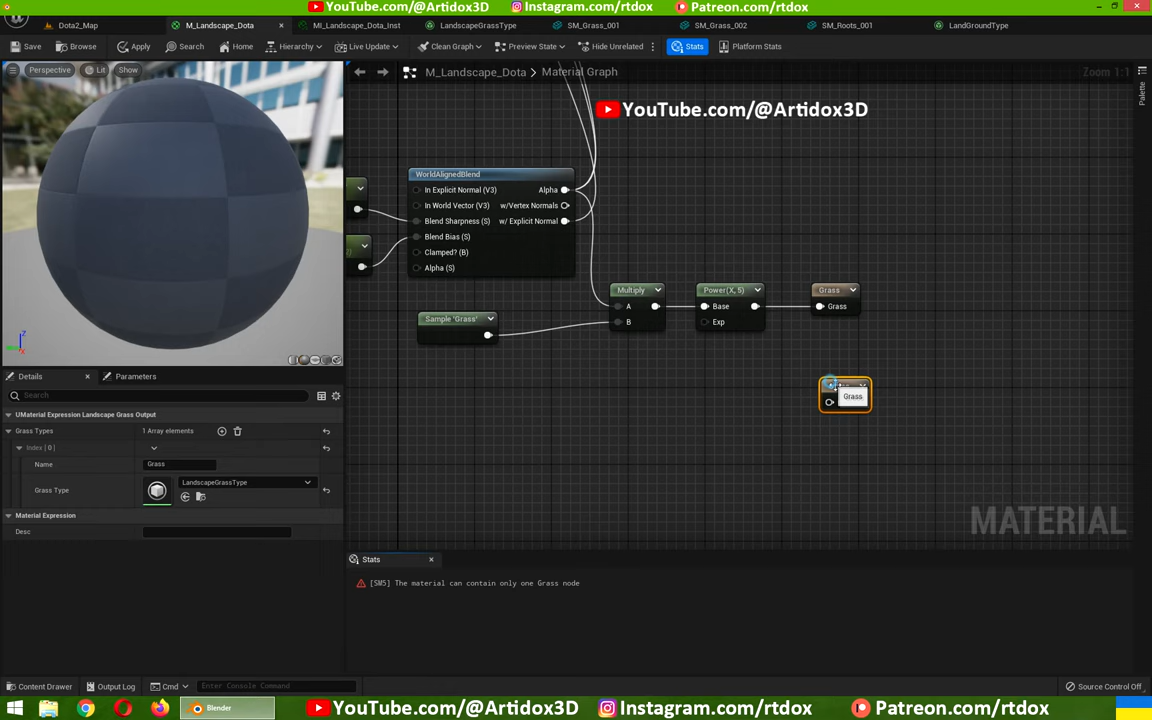 YouTube.com/@Artidox
Instagram.com/rtdox
Patreon.com/rtdox
Dota2_Map
M_Landscape_Dota
MI_Landscape_Dota_Inst
LandscapeGrassType
SM_Grass_001
SM_Grass_002
SM_Roots_001
LandGroundType
Save
Browse
Apply
Search
Home
Hierarchy
Live Update
Clean Graph
Preview State
Hide Unrelated
Stats
Platform Stats
Perspective
Lit
Show
M_Landscape_Dota
Material Graph
Zoom 1:1
Palette
YouTube.com/@Artidox3D
WorldAlignedBlend
In Explicit Normal (V3)
Alpha
In World Vector (V3)
w/Vertex Normals
Blend Sharpness (S)
w/ Explicit Normal
Blend Bias (S)
Clamped? (B)
Alpha (S)
Multiply
A
B
Power(X, 5)
Base
Exp
Grass
Grass
Sample 'Grass'
Grass
MATERIAL
Details
Parameters
Search
UMaterial Expression Landscape Grass Output
Grass Types
1 Array elements
Index [ 0 ]
Name
Grass
Grass Type
LandscapeGrassType
Material Expression
Desc
Stats
[SM5] The material can contain only one Grass node
Content Drawer
Output Log
Cmd
Enter Console Command
Source Control Off
Blender
YouTube.com/@Artidox3D
Instagram.com/rtdox
Patreon.com/rtdox